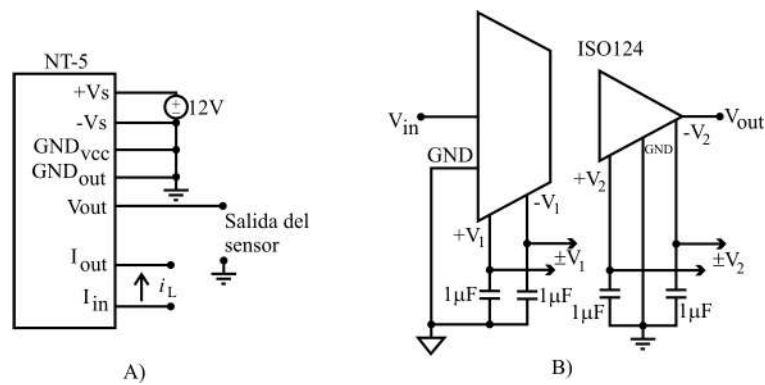 NT-5
+Vs
-Vs
GNDvcc
GNDout
Vout
Iout
Iin
12V
Salida del
sensor
iL
A)
Vin
GND
+V1
-V1
±V1
1µF
1µF
ISO124
Vout
-V2
GND
+V2
±V2
1µF
1µF
B)